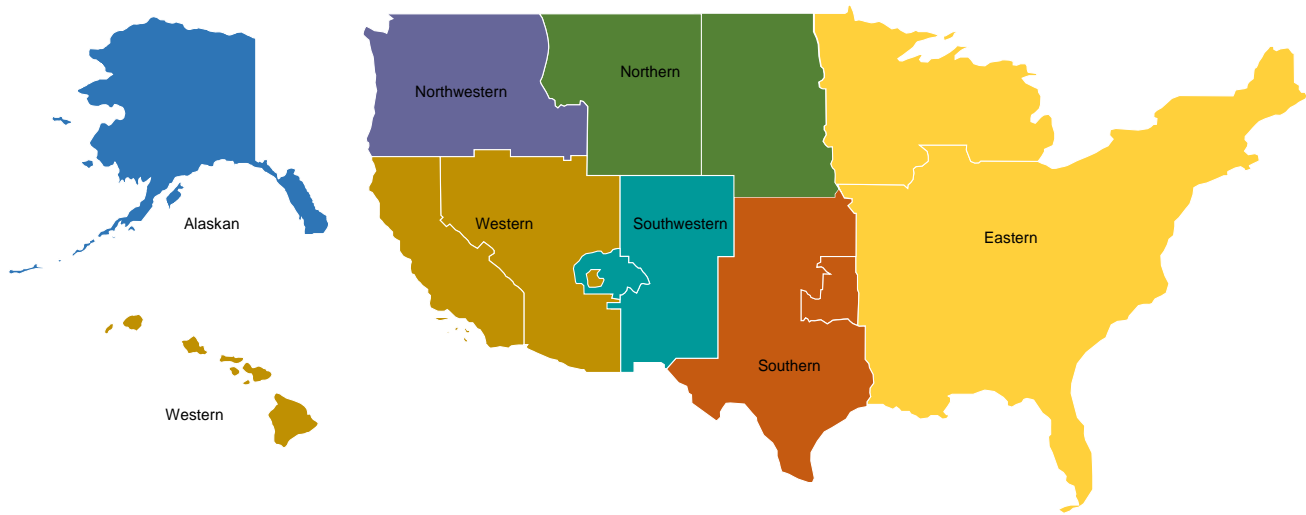 Northern
Northwestern
Alaskan
Western
Southwestern
Eastern
Southern
Western